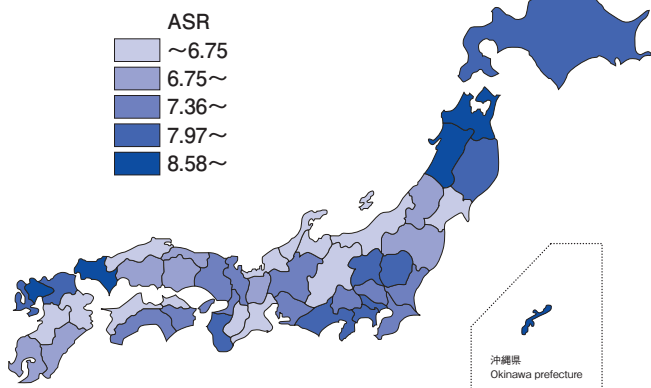 ASR
～6.75
6.75～
7.36～
7.97～
8.58～
沖縄県
Okinawa prefecture